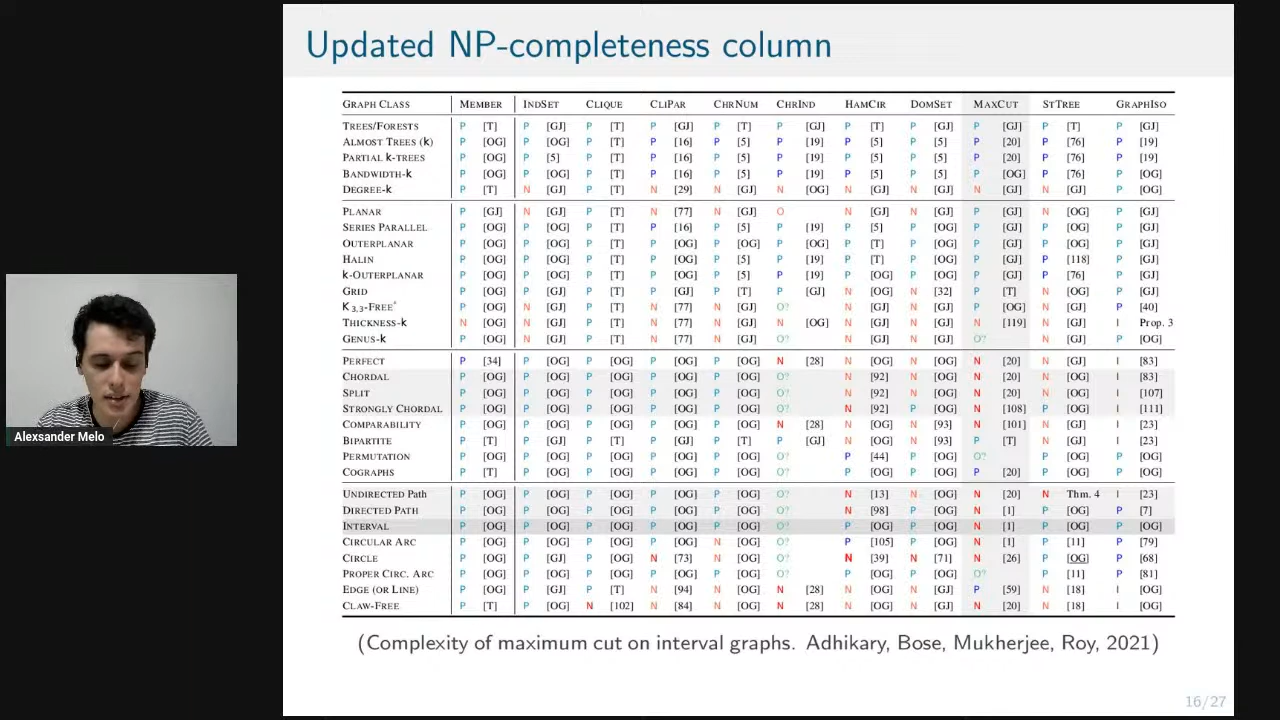 Updated NP-completeness column
GRAPH CLASS MEMBER INDSET CLIQUE CLIPAR CHRNUM CHRIND HAMCIR DOMSET MAXCUT STTREE GRAPHISO
TREES/FORESTS P [T] P [GJ] P [T] P [GJ] P [T] P [GJ] P [T] P [GJ] P [GJ] P [T] P [GJ]
ALMOST TREES (k) P [OG] P [OG] P [T] P [16] P [5] P [19] P [5] P [5] P [20] P [76] P [19]
PARTIAL k-TREES P [OG] P [5] P [T] P [16] P [5] P [19] P [5] P [5] P [20] P [76] P [19]
BANDWIDTH-k P [OG] P [OG] P [T] P [16] P [5] P [19] P [5] P [5] P [OG] P [76] P [OG]
DEGREE-k P [T] N [GJ] P [T] N [29] N [GJ] N [OG] N [GJ] N [GJ] N [GJ] N [GJ] P [OG]
PLANAR P [GJ] N [GJ] P [T] N [77] N [GJ] O N [GJ] N [GJ] P [GJ] N [OG] P [GJ]
SERIES PARALLEL P [OG] P [OG] P [T] P [16] P [5] P [19] P [5] P [OG] P [GJ] P [OG] P [GJ]
OUTERPLANAR P [OG] P [OG] P [T] P [OG] P [OG] P [OG] P [T] P [OG] P [GJ] P [OG] P [GJ]
HALIN P [OG] P [OG] P [T] P [OG] P [5] P [19] P [T] P [OG] P [GJ] P [118] P [GJ]
k-OUTERPLANAR P [OG] P [OG] P [T] P [OG] P [5] P [19] P [OG] P [OG] P [GJ] P [76] P [GJ]
GRID P [OG] P [GJ] P [T] P [GJ] P [T] P [GJ] N [OG] N [32] P [T] N [OG] P [GJ]
K3,3-FREE* P [OG] N [GJ] P [T] N [77] N [GJ] O? N [GJ] N [GJ] P [OG] N [GJ] P [40]
THICKNESS-k N [OG] N [GJ] P [T] N [77] N [GJ] N [OG] N [GJ] N [GJ] N [119] N [GJ] I Prop. 3
GENUS-k P [OG] N [GJ] P [T] N [77] N [GJ] O? N [GJ] N [GJ] O? N [GJ] P [OG]
PERFECT P [34] P [OG] P [OG] P [OG] P [OG] N [28] N [OG] N [OG] N [20] N [GJ] I [83]
CHORDAL P [OG] P [OG] P [OG] P [OG] P [OG] O? N [92] N [OG] N [20] N [OG] I [83]
SPLIT P [OG] P [OG] P [OG] P [OG] P [OG] O? N [92] N [OG] N [20] N [OG] I [107]
STRONGLY CHORDAL P [OG] P [OG] P [OG] P [OG] P [OG] O? N [92] P [OG] N [108] P [OG] I [111]
COMPARABILITY P [OG] P [OG] P [OG] P [OG] P [OG] N [28] N [OG] N [93] N [101] N [GJ] I [23]
BIPARTITE P [T] P [GJ] P [T] P [GJ] P [T] P [GJ] N [OG] N [93] P [T] N [GJ] I [23]
PERMUTATION P [OG] P [OG] P [OG] P [OG] P [OG] O? P [44] P [OG] O? P [OG] P [OG]
COGRAPHS P [T] P [OG] P [OG] P [OG] P [OG] O? P [OG] P [OG] P [20] P [OG] P [OG]
UNDIRECTED Path P [OG] P [OG] P [OG] P [OG] P [OG] O? N [13] N [OG] N [20] N Thm. 4 I [23]
DIRECTED PATH P [OG] P [OG] P [OG] P [OG] P [OG] O? N [98] P [OG] N [1] P [OG] P [7]
INTERVAL P [OG] P [OG] P [OG] P [OG] P [OG] O? P [OG] P [OG] N [1] P [OG] P [OG]
CIRCULAR ARC P [OG] P [OG] P [OG] P [OG] N [OG] O? P [105] P [OG] N [1] P [11] P [79]
CIRCLE P [OG] P [GJ] P [OG] N [73] N [OG] O? N [39] N [71] N [26] P [OG] P [68]
PROPER CIRC. ARC P [OG] P [OG] P [OG] P [OG] P [OG] O? P [OG] P [OG] O? P [11] P [81]
EDGE (OR LINE) P [OG] P [GJ] P [T] N [94] N [OG] N [28] N [OG] N [GJ] P [59] N [18] I [OG]
CLAW-FREE P [T] P [OG] N [102] N [84] N [OG] N [28] N [OG] N [GJ] N [20] N [18] I [OG]
(Complexity of maximum cut on interval graphs. Adhikary, Bose, Mukherjee, Roy, 2021)
Alexsander Melo
16/27